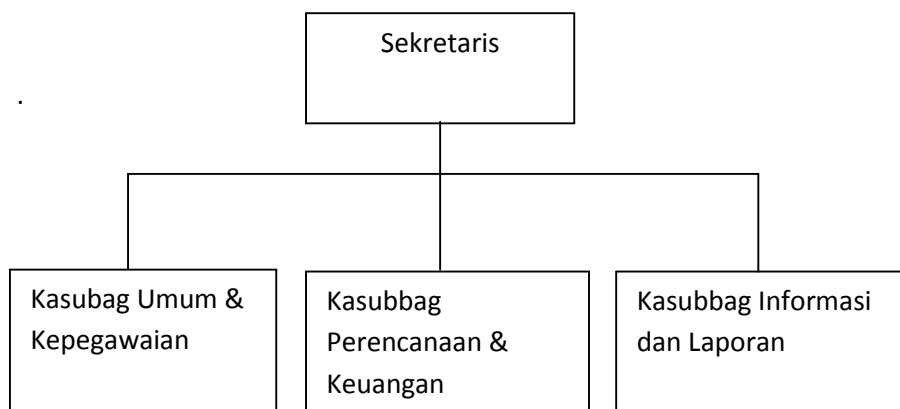 Sekretaris
.
Kasubag Umum &
Kepegawaian
Kasubbag
Perencanaan &
Keuangan
Kasubbag Informasi
dan Laporan